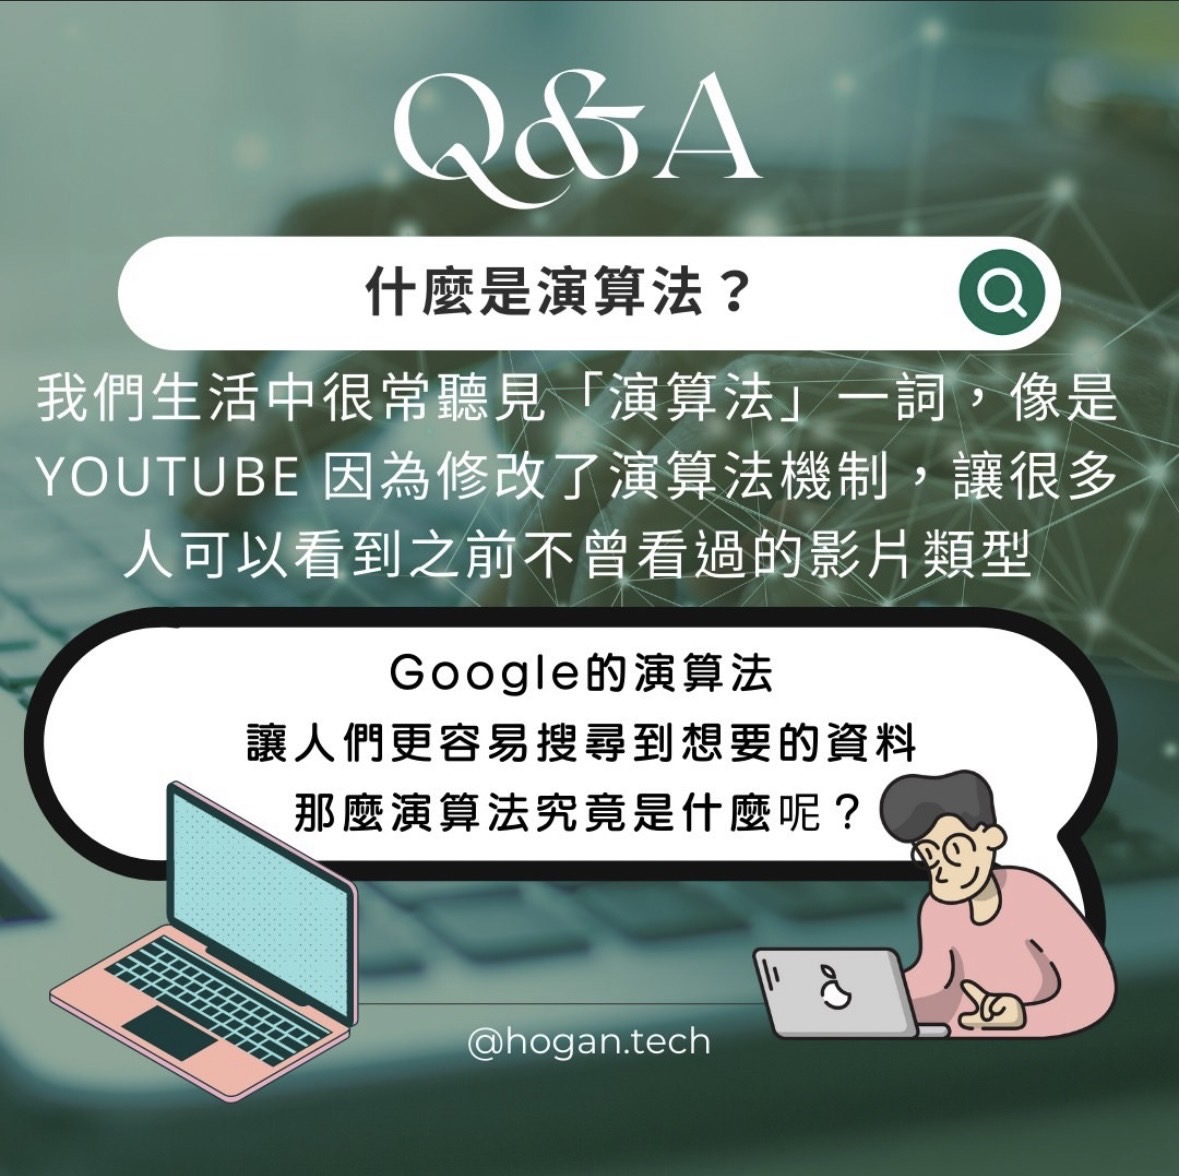 Q&A
什麼是演算法？
我們生活中很常聽見「演算法」一詞，像是
YOUTUBE 因為修改了演算法機制，讓很多
人可以看到之前不曾看過的影片類型
Google的演算法
讓人們更容易搜尋到想要的資料
那麼演算法究竟是什麼呢？
@hogan.tech